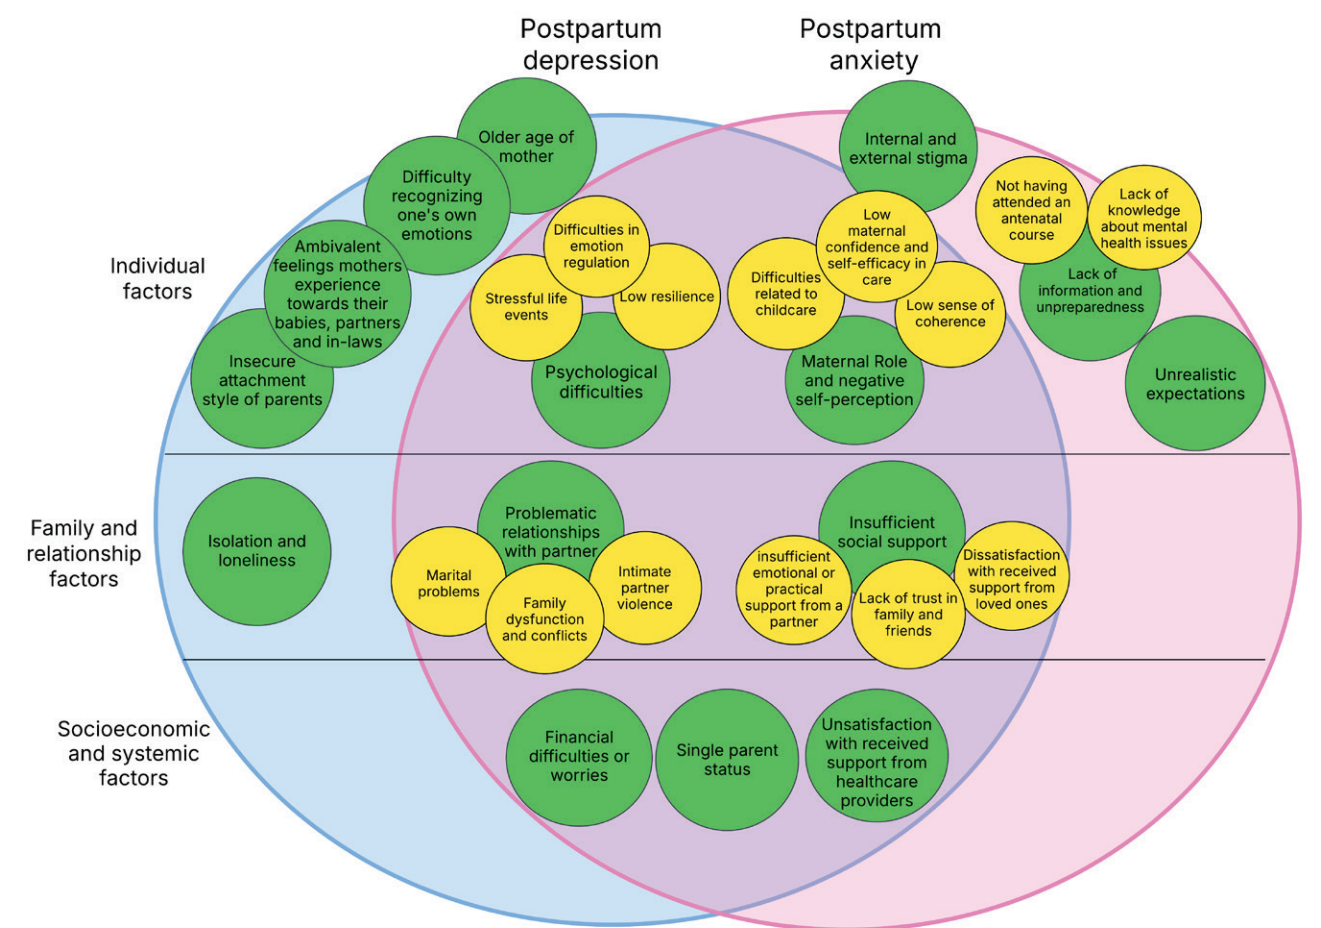 Postpartum
depression
Postpartum
anxiety
Individual
factors
Older age of
mother
Difficulty
recognizing
one's own
emotions
Ambivalent
feelings mothers
experience
towards their
babies, partners
and in-laws
Insecure
attachment
style of parents
Difficulties in
emotion
regulation
Stressful life
events
Low resilience
Psychological
difficulties
Internal and
external stigma
Low
maternal
confidence and
self-efficacy in
care
Difficulties
related to
childcare
Low sense of
coherence
Maternal Role
and negative
self-perception
Not having
attended an
antenatal
course
Lack of
knowledge
about mental
health issues
Lack of
information and
unpreparedness
Unrealistic
expectations
Family and
relationship
factors
Isolation and
loneliness
Problematic
relationships
with partner
Marital
problems
Family
dysfunction
and conflicts
Intimate
partner
violence
Insufficient
social support
insufficient
emotional or
practical
support from a
partner
Lack of trust in
family and
friends
Dissatisfaction
with received
support from
loved ones
Socioeconomic
and systemic
factors
Financial
difficulties or
worries
Single parent
status
Unsatisfaction
with received
support from
healthcare
providers